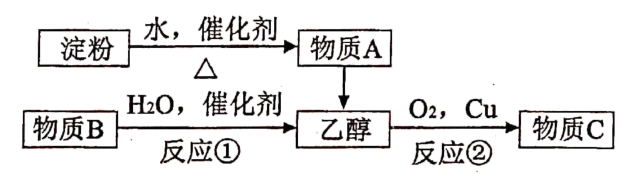 淀粉 水，催化剂 △ 物质A
物质B H₂O，催化剂 反应① 乙醇 O₂，Cu 反应② 物质C